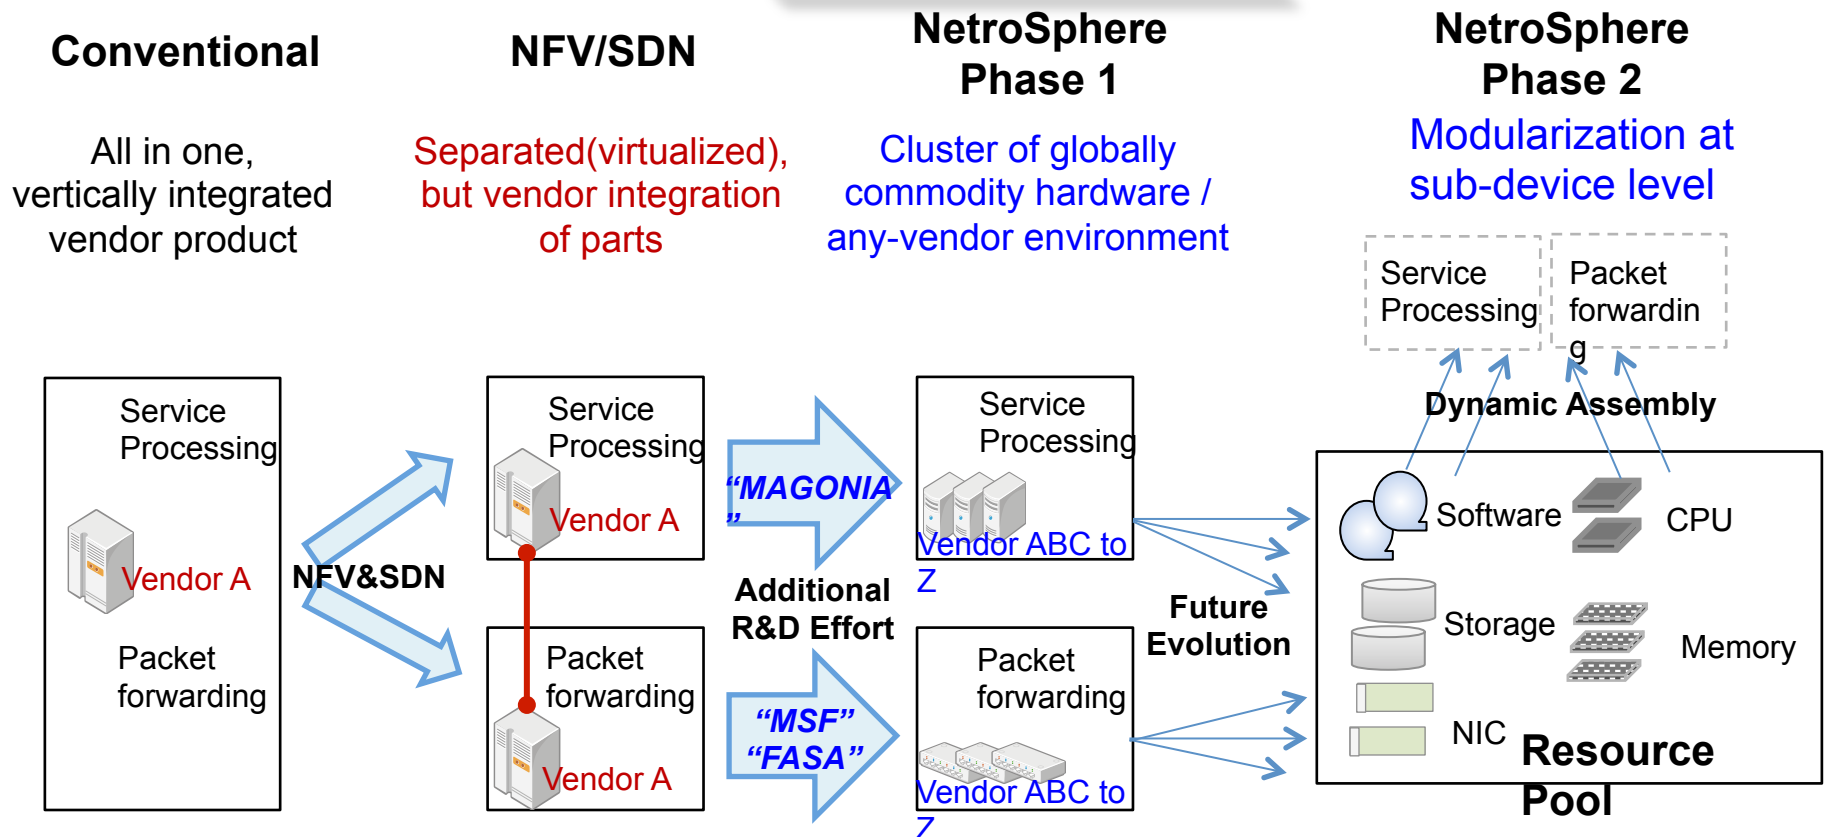 Conventional
NFV/SDN
NetroSphere
Phase 1
NetroSphere
Phase 2
All in one,
vertically integrated
vendor product
Separated(virtualized),
but vendor integration
of parts
Cluster of globally
commodity hardware /
any-vendor environment
Modularization at
sub-device level
Service
Processing
Packet
forwardin
g
Dynamic Assembly
Service
Processing
Vendor A
Packet
forwarding
NFV&SDN
Service
Processing
Vendor A
Packet
forwarding
Vendor A
“MAGONIA
”
Additional
R&D Effort
“MSF”
“FASA”
Service
Processing
Vendor ABC to
Z
Packet
forwarding
Vendor ABC to
Z
Future
Evolution
Software
CPU
Storage
Memory
NIC
Resource
Pool